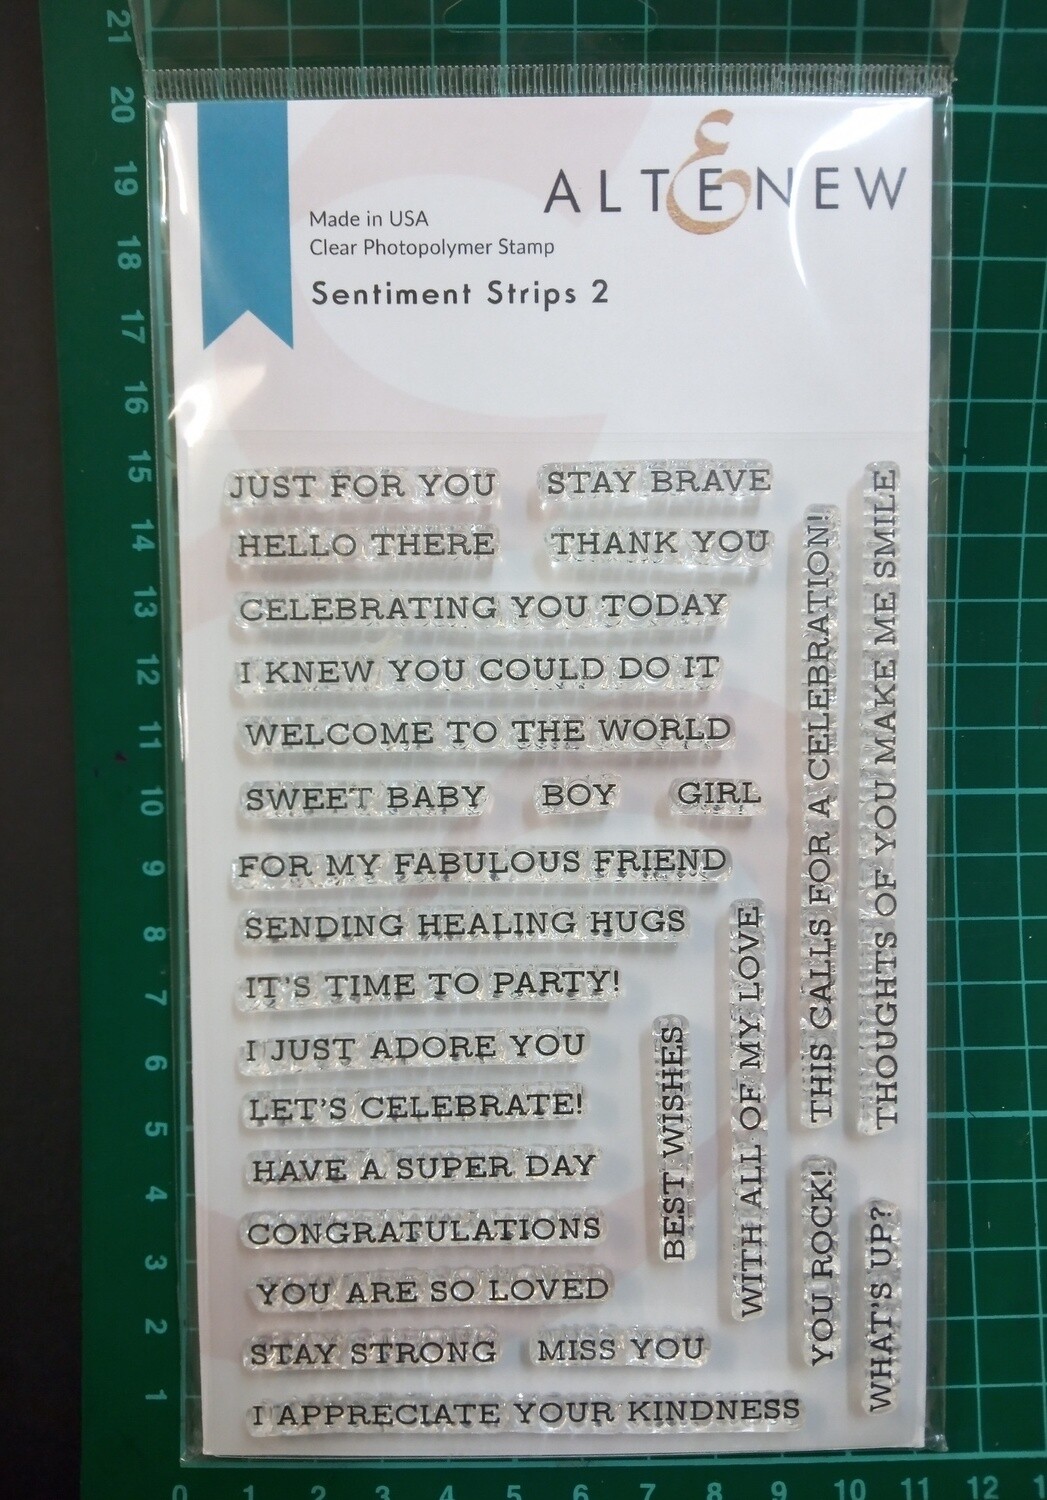 ALTENEW
Made in USA
Clear Photopolymer Stamp
Sentiment Strips 2
JUST FOR YOU
STAY BRAVE
HELLO THERE
THANK YOU
CELEBRATING YOU TODAY
I KNEW YOU COULD DO IT
WELCOME TO THE WORLD
SWEET BABY
BOY
GIRL
FOR MY FABULOUS FRIEND
SENDING HEALING HUGS
IT'S TIME TO PARTY!
I JUST ADORE YOU
LET'S CELEBRATE!
HAVE A SUPER DAY
CONGRATULATIONS
YOU ARE SO LOVED
STAY STRONG
MISS YOU
I APPRECIATE YOUR KINDNESS
BEST WISHES
WITH ALL OF MY LOVE
THIS CALLS FOR A CELEBRATION!
THOUGHTS OF YOU MAKE ME SMILE
YOU ROCK!
WHAT'S UP?
21
20
19
18
17
16
15
14
13
12
11
10
9
8
7
6
5
4
3
2
1
0 1 2 3 4 5 6 7 8 9 10 11 12